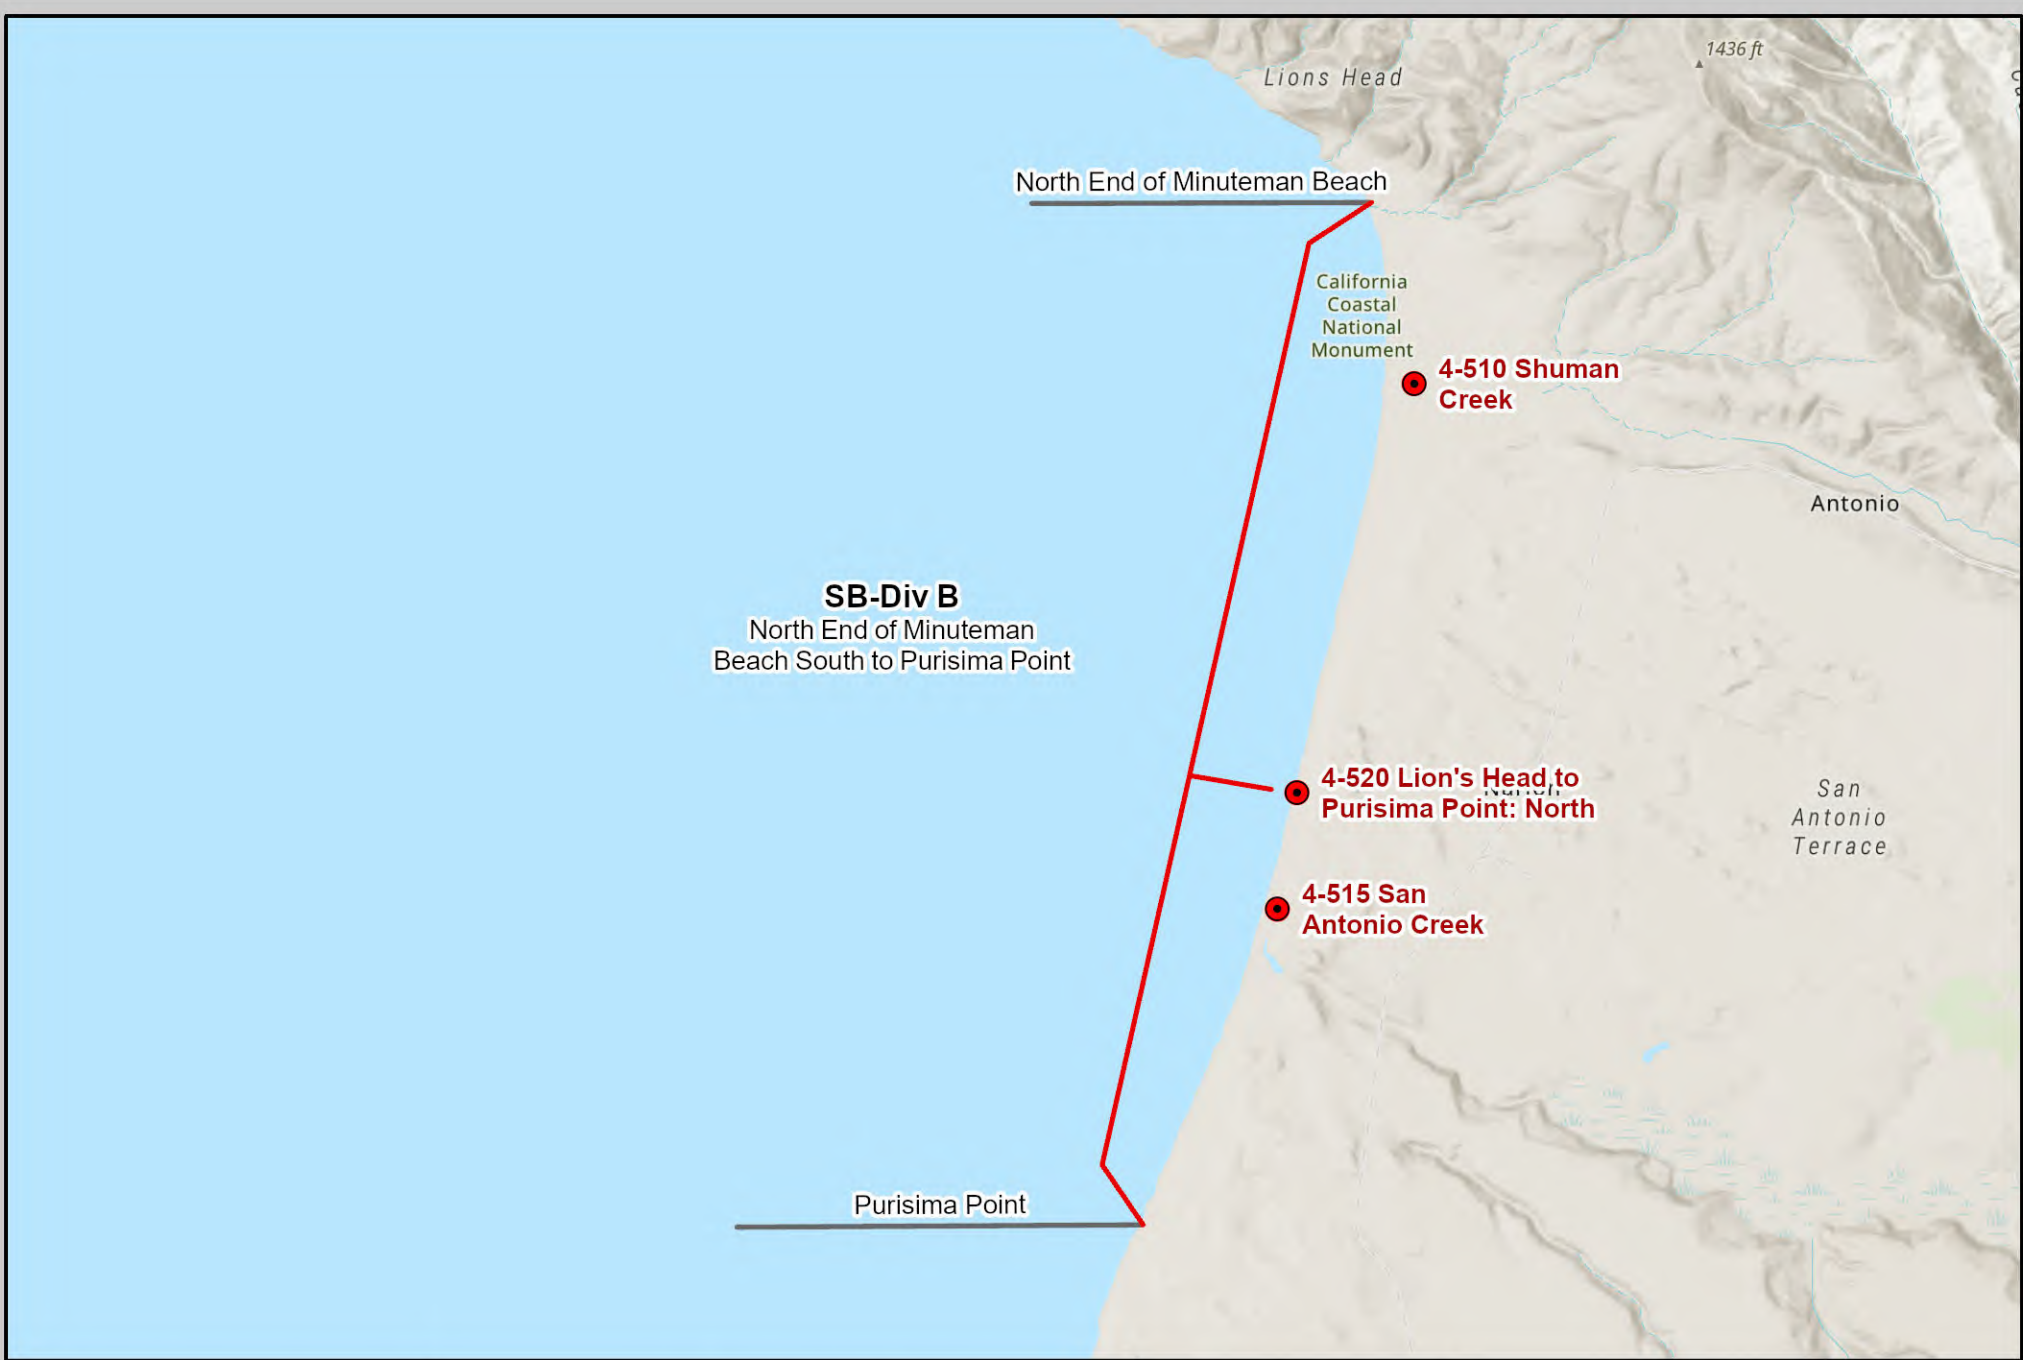 1436 ft
Lions Head
North End of Minuteman Beach
California
Coastal
National
Monument
4-510 Shuman
Creek
Antonio
SB-Div B
North End of Minuteman
Beach South to Purisima Point
4-520 Lion's Head to
Purisima Point: North
San
Antonio
Terrace
4-515 San
Antonio Creek
Purisima Point